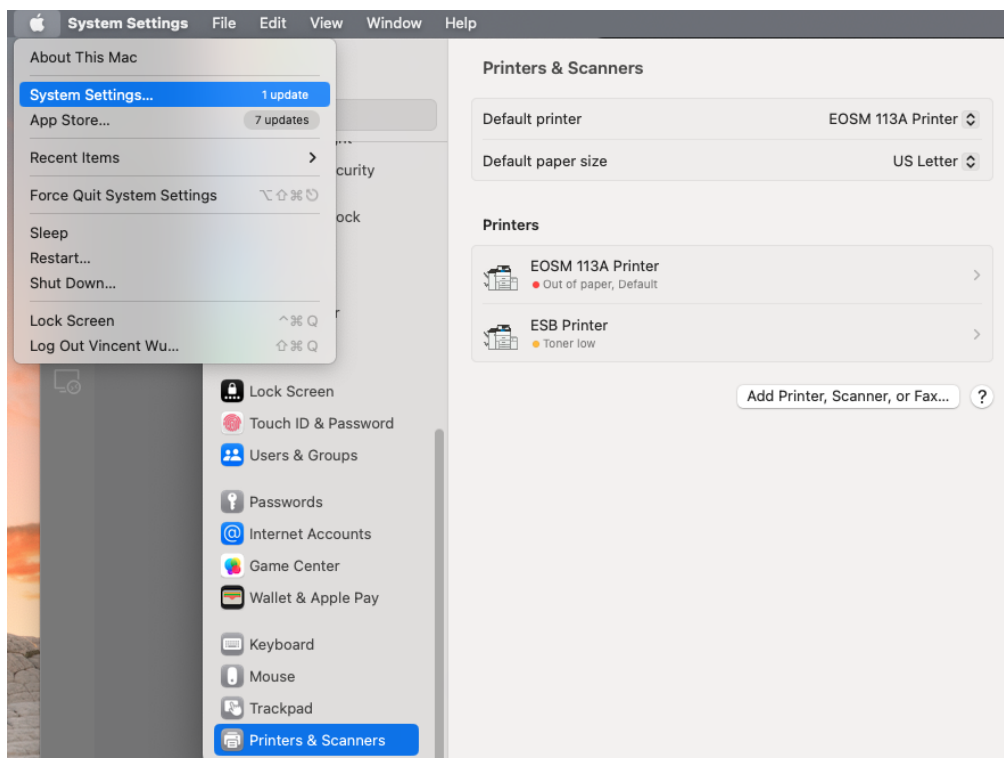 System Settings File Edit View Window Help
About This Mac
System Settings... 1 update
App Store... 7 updates
Recent Items
Force Quit System Settings ⌥⇧⌘⎋
Sleep
Restart...
Shut Down...
Lock Screen ^⌘Q
Log Out Vincent Wu... ⇧⌘Q
curity
ock
Lock Screen
Touch ID & Password
Users & Groups
Passwords
Internet Accounts
Game Center
Wallet & Apple Pay
Keyboard
Mouse
Trackpad
Printers & Scanners
Printers & Scanners
Default printer EOSM 113A Printer
Default paper size US Letter
Printers
EOSM 113A Printer
Out of paper, Default
ESB Printer
Toner low
Add Printer, Scanner, or Fax... ?